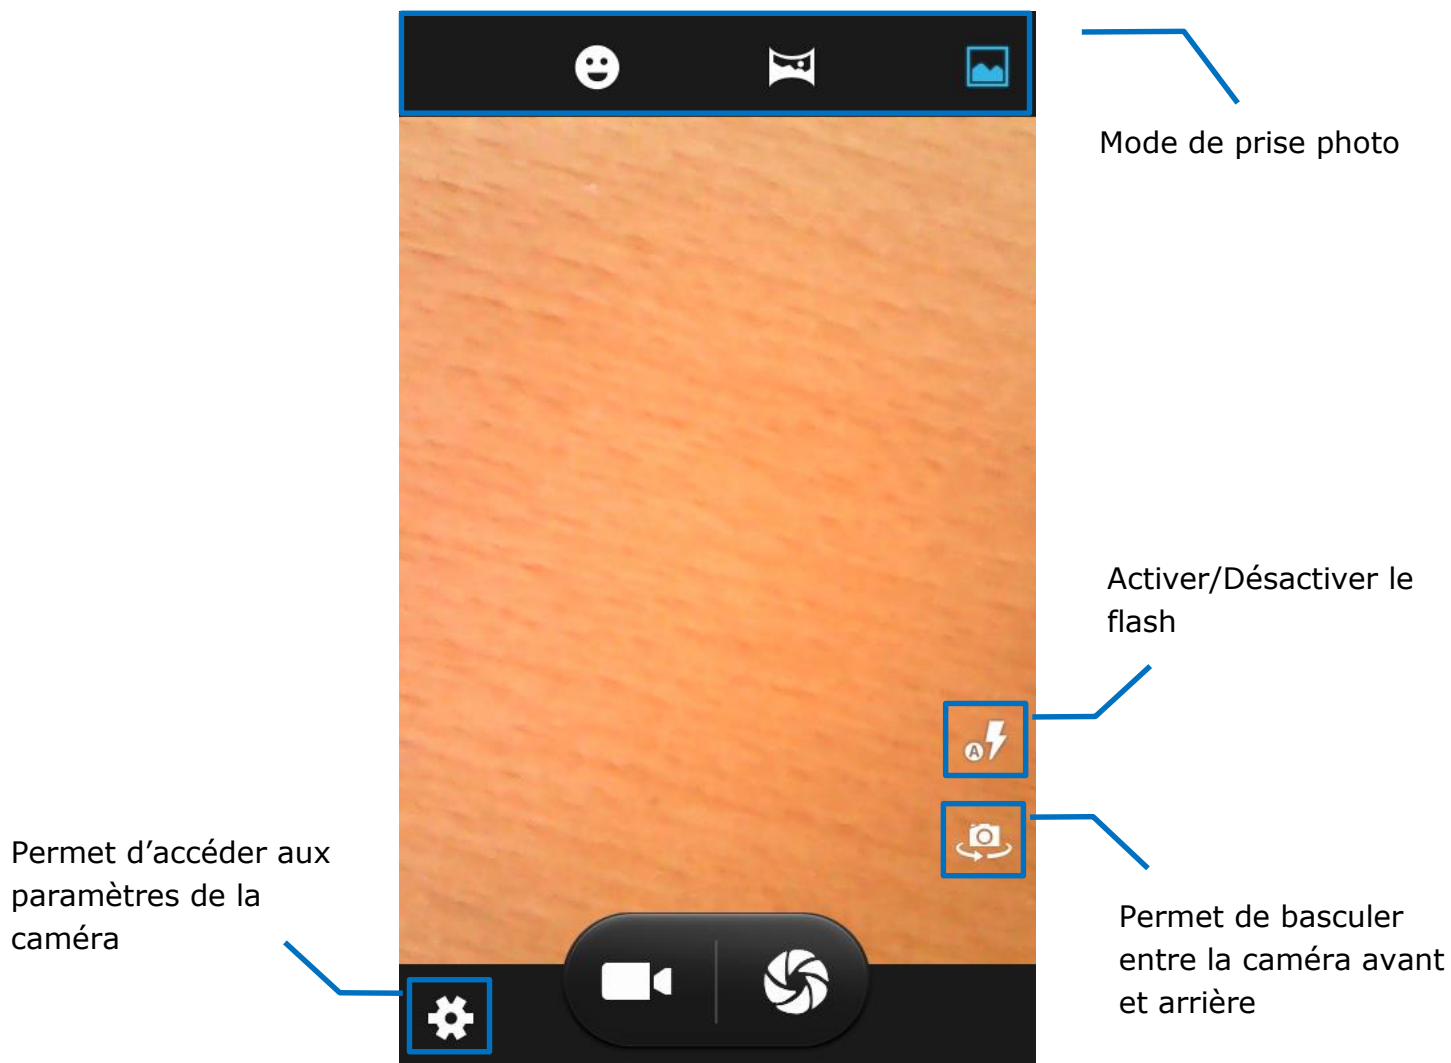 Mode de prise photo
Activer/Désactiver le
flash
A
Permet d’accéder aux
paramètres de la
caméra
Permet de basculer
entre la caméra avant
et arrière